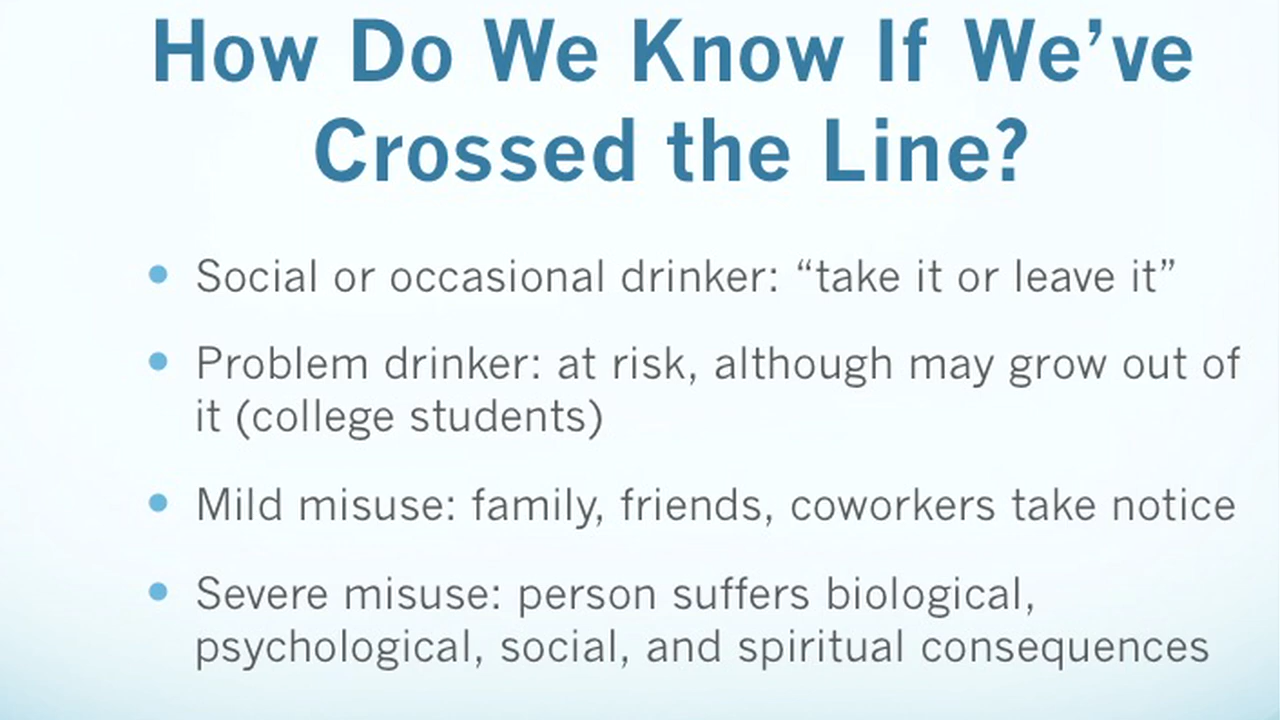 How Do We Know If We’ve
Crossed the Line?
• Social or occasional drinker: “take it or leave it”
• Problem drinker: at risk, although may grow out of
it (college students)
• Mild misuse: family, friends, coworkers take notice
• Severe misuse: person suffers biological,
psychological, social, and spiritual consequences